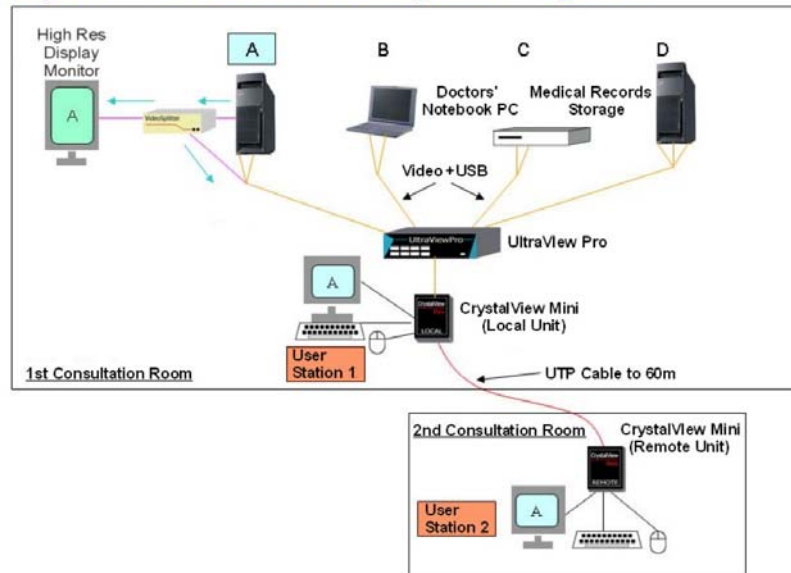 High Res
Display
Monitor
A
VideoSplitter
A
B
Doctors'
Notebook PC
C
Medical Records
Storage
D
Video +USB
UltraViewPro
UltraView Pro
A
CrystalView
LOCAL
CrystalView Mini
(Local Unit)
User
Station 1
1st Consultation Room
UTP Cable to 60m
2nd Consultation Room
CrystalVIew Mini
(Remote Unit)
CrystalView
REMOTE
User
Station 2
A